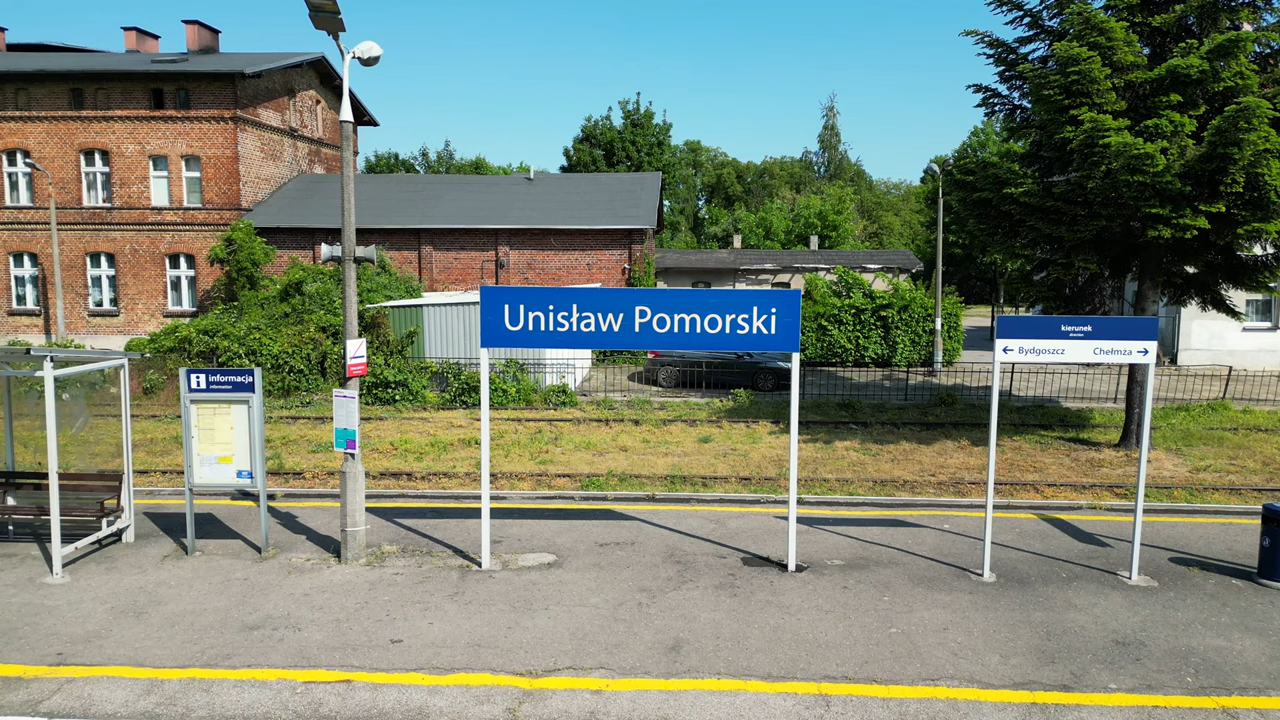 i informacja
information
Unisław Pomorski
kierunek
direction
← Bydgoszcz Chełmża →